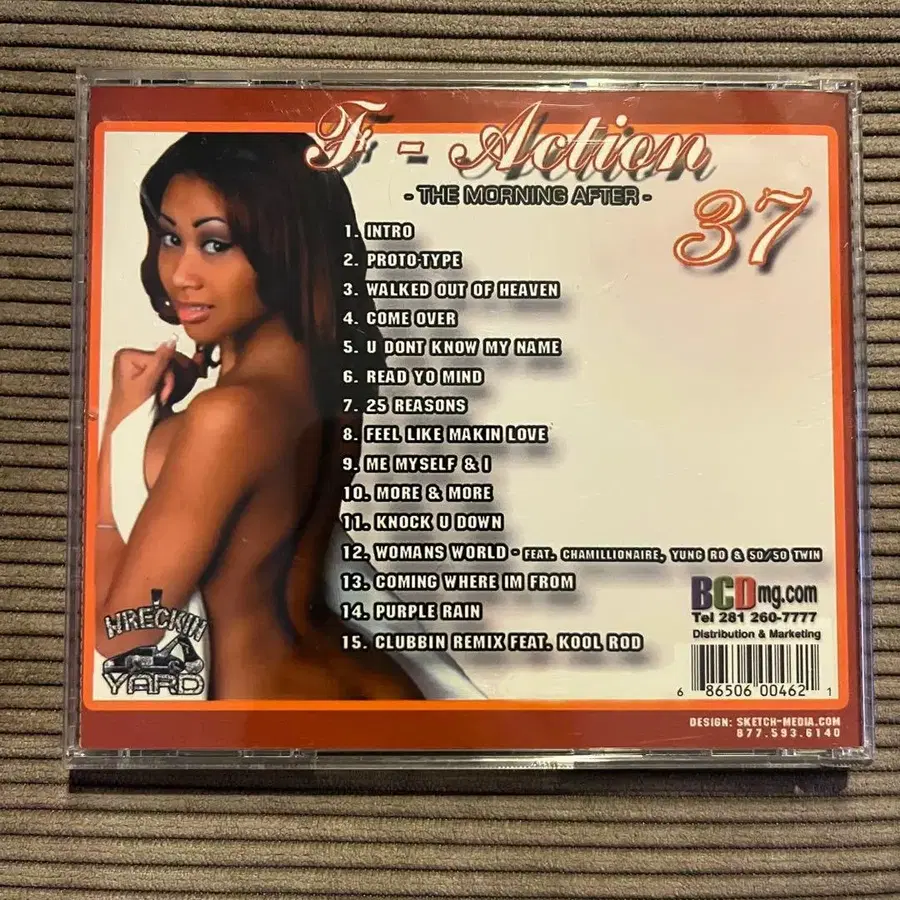 F - Action
- THE MORNING AFTER -
37
1. INTRO
2. PROTO-TYPE
3. WALKED OUT OF HEAVEN
4. COME OVER
5. U DONT KNOW MY NAME
6. READ YO MIND
7. 25 REASONS
8. FEEL LIKE MAKIN LOVE
9. ME MYSELF & I
10. MORE & MORE
11. KNOCK U DOWN
12. WOMANS WORLD - FEAT. CHAMILLIONAIRE, YUNG RO & SO/SO TWIN
13. COMING WHERE IM FROM
14. PURPLE RAIN
15. CLUBBIN REMIX FEAT. KOOL ROD
WRECKIN
YARD
BCDmg.com
Tel 281 260-7777
Distribution & Marketing
6 86506 00462 1
DESIGN: SKETCH-MEDIA.COM
877.593.6140